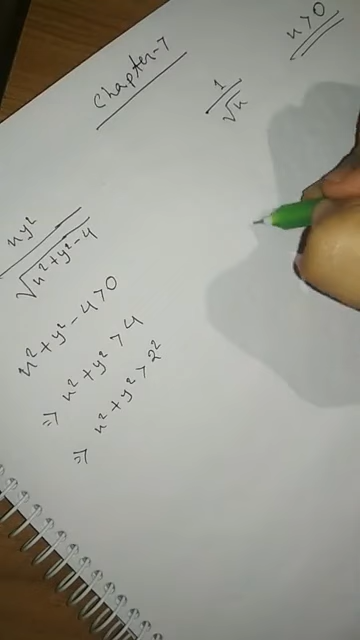 Chapter-7
1
√x
x>0
xy²
√x²+y²-4
x²+y²-4>0
⇒ x²+y²>4
⇒ x²+y²>2²